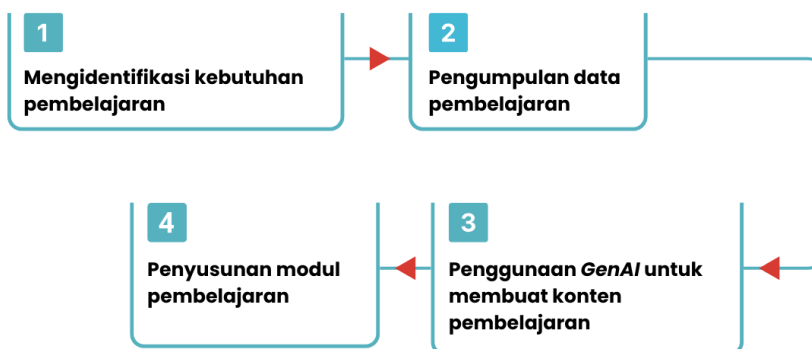 1
Mengidentifikasi kebutuhan
pembelajaran
2
Pengumpulan data
pembelajaran
3
Penggunaan GenAI untuk
membuat konten
pembelajaran
4
Penyusunan modul
pembelajaran